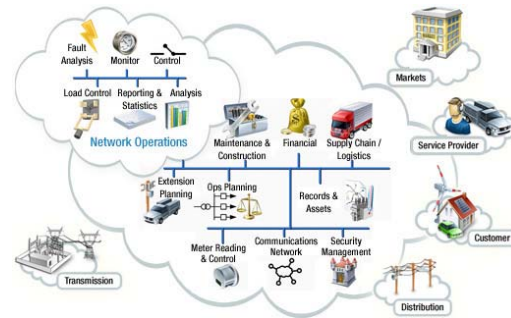 Fault
Analysis
Monitor
Control
Load Control
Reporting &
Statistics
Analysis
Network Operations
Markets
Maintenance &
Construction
Financial
Supply Chain /
Logistics
Service Provider
Extension
Planning
Ops Planning
Records &
Assets
Customer
Meter Reading
& Control
Communications
Network
Security
Management
Transmission
Distribution